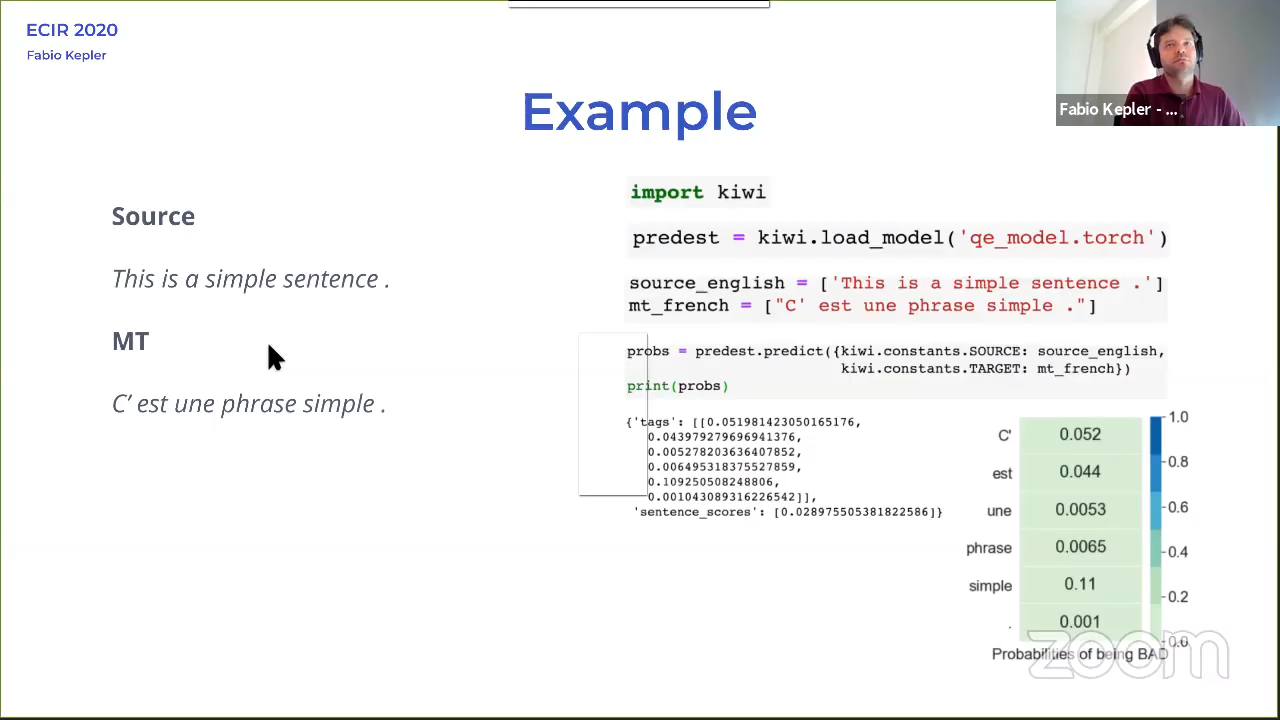 ECIR 2020
Fabio Kepler
Example
Fabio Kepler - ...
Source
This is a simple sentence .
MT
C’ est une phrase simple .
import kiwi
predest = kiwi.load_model('qe_model.torch')
source_english = ['This is a simple sentence .']
mt_french = ["C' est une phrase simple ."]
probs = predest.predict({kiwi.constants.SOURCE: source_english,
kiwi.constants.TARGET: mt_french})
print(probs)
{'tags': [[0.051981423050165176,
0.043979279696941376,
0.005278203636407852,
0.006495318375527859,
0.109250508248806,
0.001043089316226542]],
'sentence_scores': [0.028975505381822586]}
C' 0.052
est 0.044
une 0.0053
phrase 0.0065
simple 0.11
. 0.001
1.0
0.8
0.6
0.4
0.2
0.0
Probabilities of being BAD
zoom